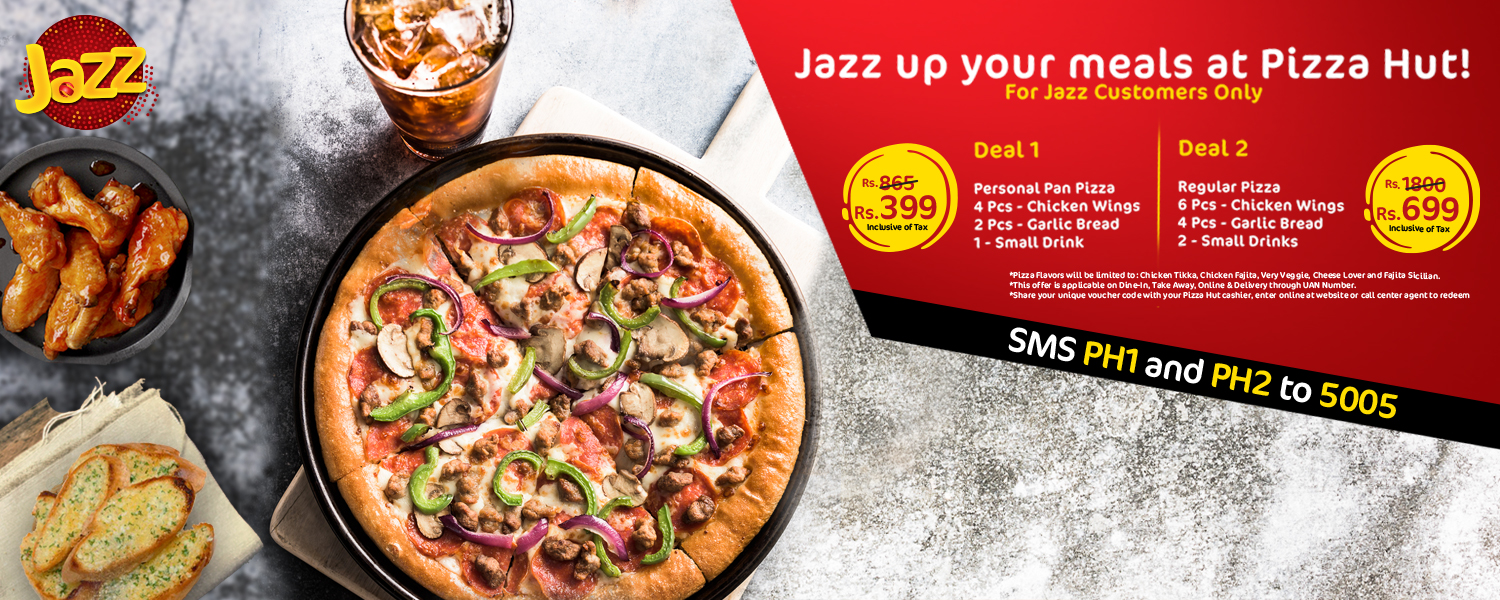 Jazz
Jazz up your meals at Pizza Hut!
For Jazz Customers Only
Rs. 865
Rs. 399
Inclusive of Tax
Deal 1
Personal Pan Pizza
4 Pcs - Chicken Wings
2 Pcs - Garlic Bread
1 - Small Drink
Deal 2
Regular Pizza
6 Pcs - Chicken Wings
4 Pcs - Garlic Bread
2 - Small Drinks
Rs. 1800
Rs. 699
Inclusive of Tax
*Pizza Flavors will be limited to: Chicken Tikka, Chicken Fajita, Very Veggie, Cheese Lover and Fajita Sicilian.
*This offer is applicable on Dine-In, Take Away, Online & Delivery through UAN Number.
*Share your unique voucher code with your Pizza Hut cashier, enter online at website or call center agent to redeem
SMS PH1 and PH2 to 5005